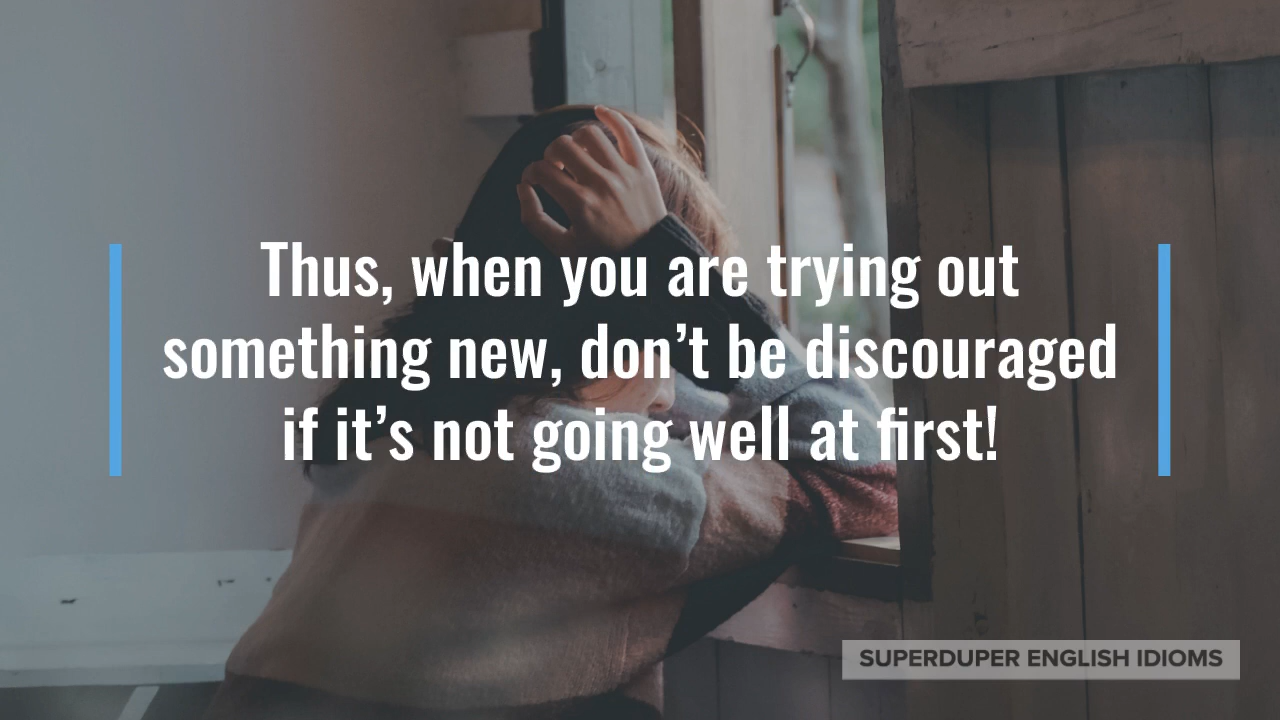 Thus, when you are trying out
something new, don’t be discouraged
if it’s not going well at first!
SUPERDUPER ENGLISH IDIOMS